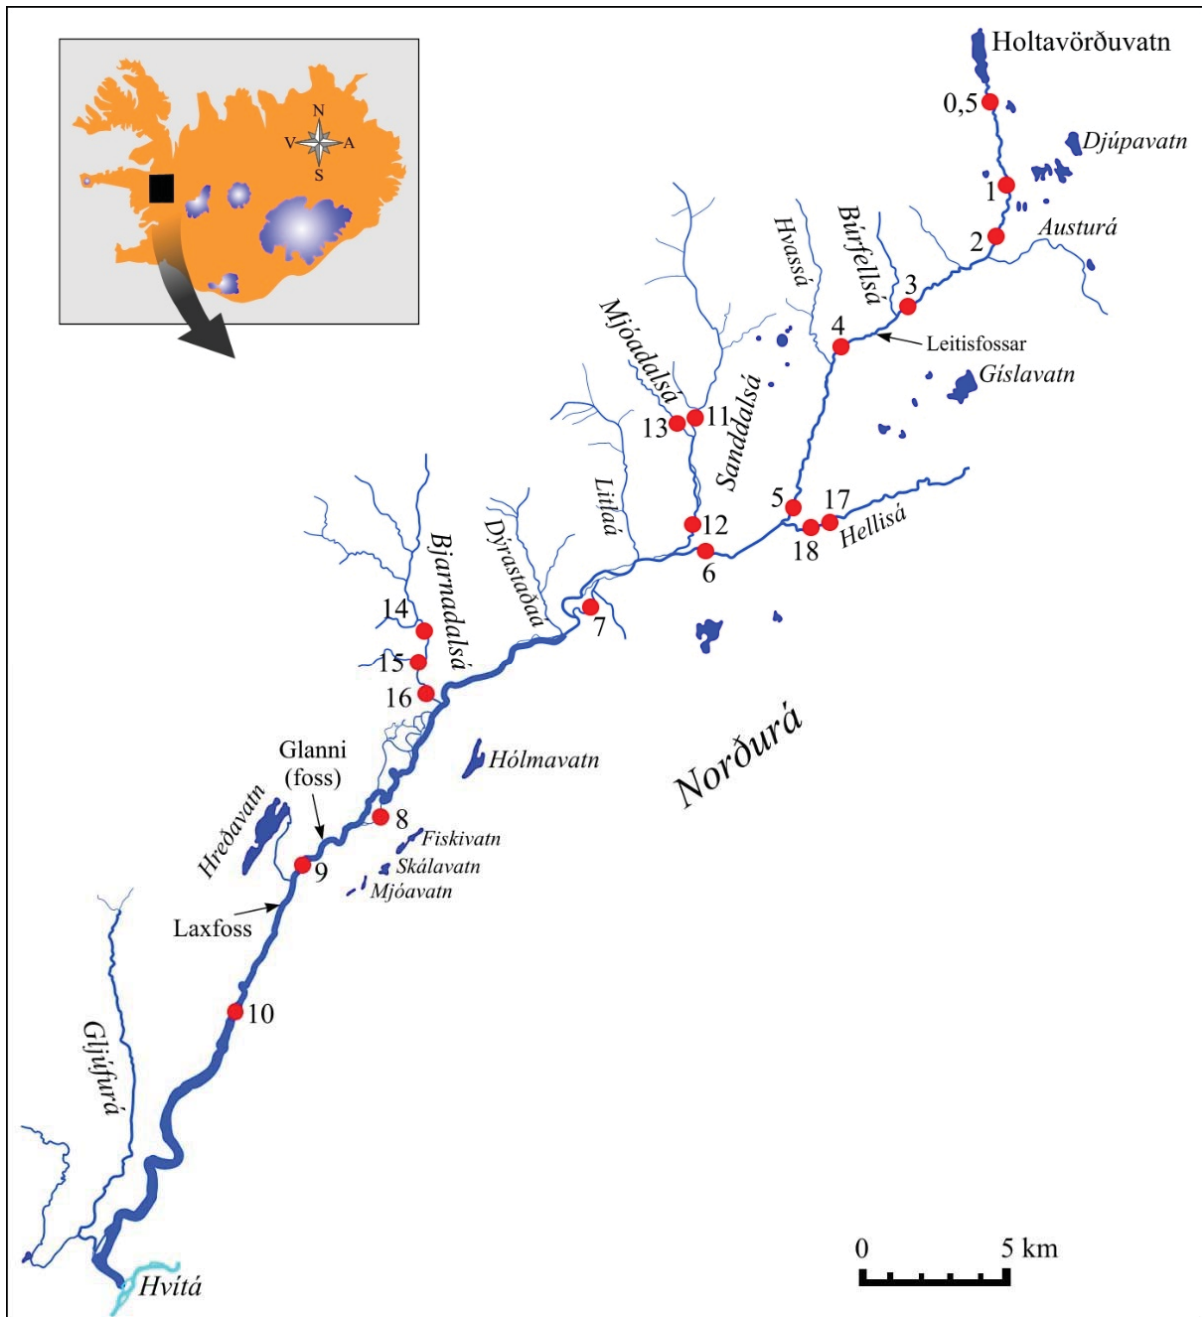 Holtavörðuvatn
N
V
A
S
0,5
Djúpavatn
1
2
Austurá
Hvassá
Búrfellsá
3
4
Leitisfossar
Mjóadalsá
Gíslavatn
13
11
Sanddalsá
Litlaá
5
17
18
Hellisá
12
6
Dýrastaðaá
Bjarnadalsá
14
7
15
16
Norðurá
Glanni
(foss)
Hólmavatn
Hreðavatn
8
Fiskivatn
9
Skálavatn
Mjóavatn
Laxfoss
10
Gljúfurá
0
5 km
Hvítá